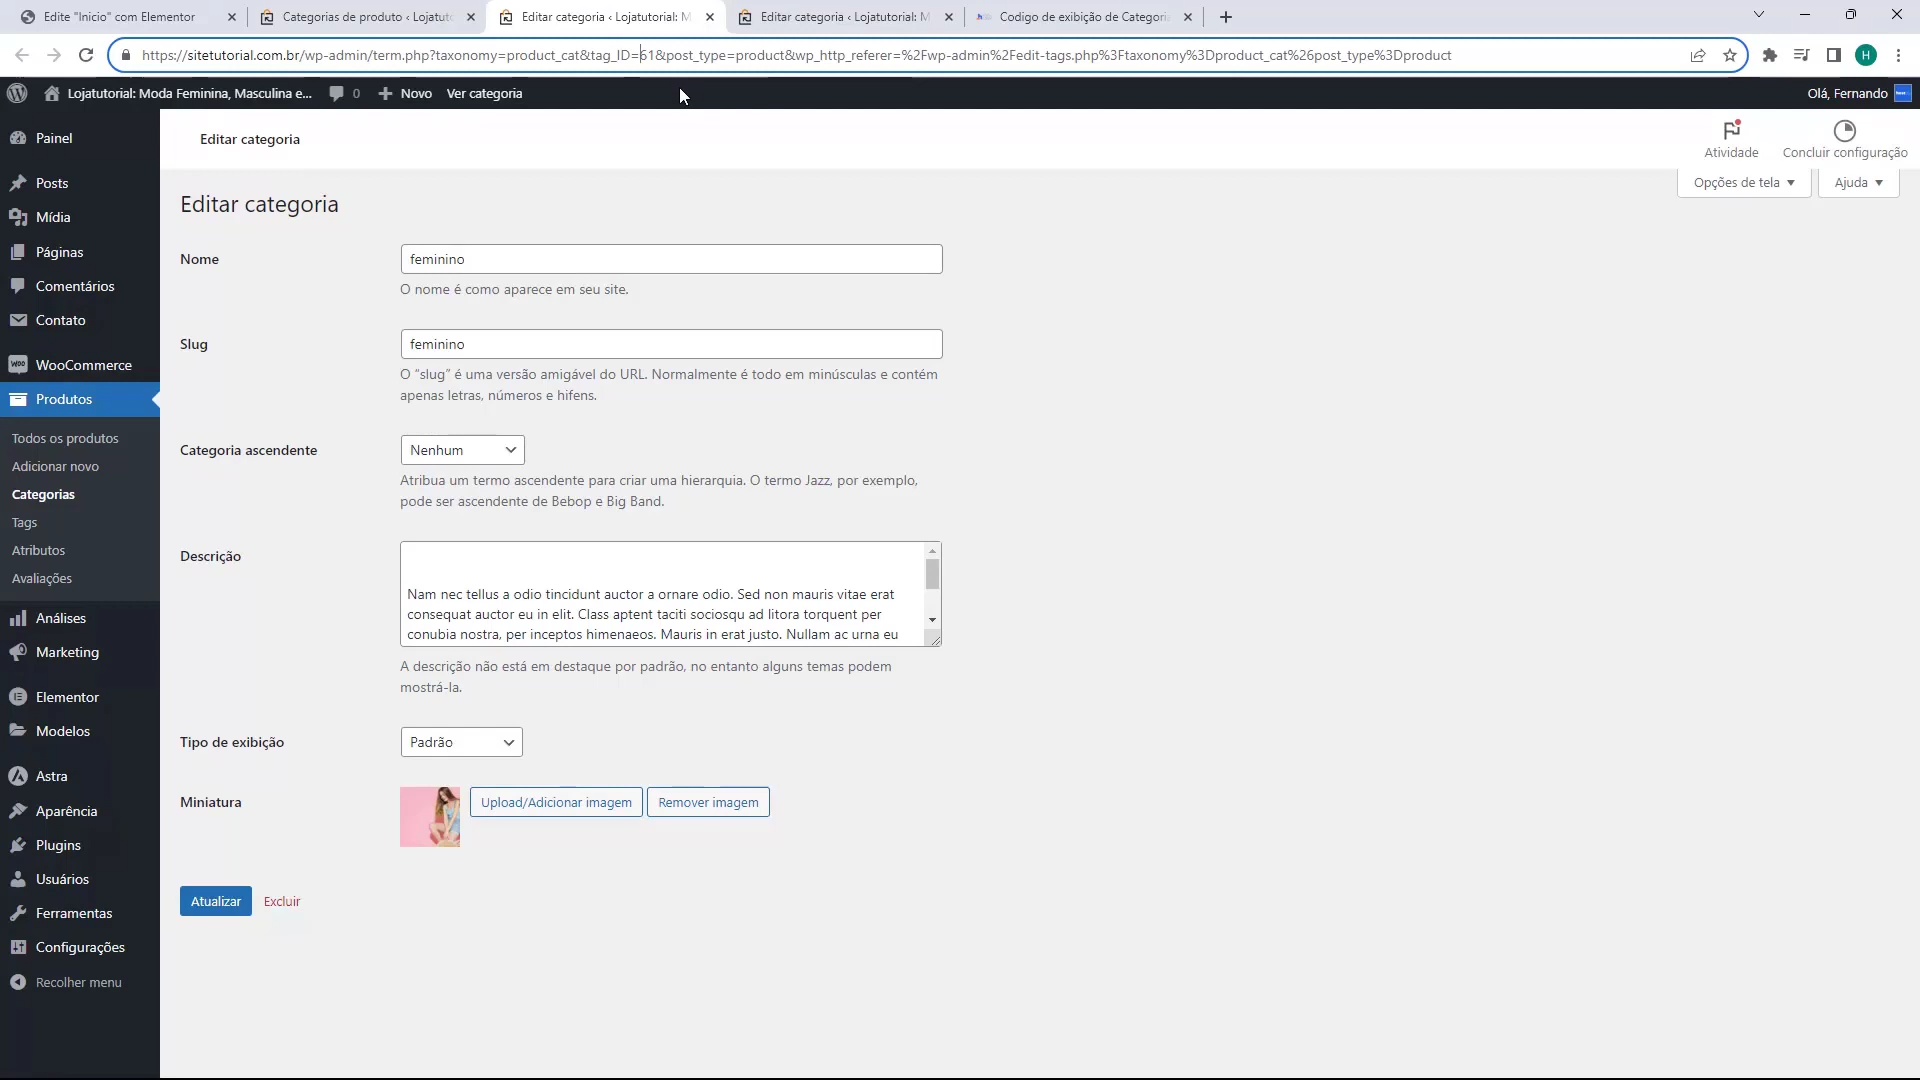 Edite "Inicio" com Elementor
Categorias de produto ‹ Lojatut
Editar categoria ‹ Lojatutorial: M
Editar categoria ‹ Lojatutorial: M
Codigo de exibição de Categori
https://sitetutorial.com.br/wp-admin/term.php?taxonomy=product_cat&tag_ID=61&post_type=product&wp_http_referer=%2Fwp-admin%2Fedit-tags.php%3Ftaxonomy%3Dproduct_cat%26post_type%3Dproduct
H
Lojatutorial: Moda Feminina, Masculina e...
0
Novo
Ver categoria
Olá, Fernando
Painel
Posts
Mídia
Páginas
Comentários
Contato
WooCommerce
Produtos
Todos os produtos
Adicionar novo
Categorias
Tags
Atributos
Avaliações
Análises
Marketing
Elementor
Modelos
Astra
Aparência
Plugins
Usuários
Ferramentas
Configurações
Recolher menu
Editar categoria
Atividade
Concluir configuração
Opções de tela
Ajuda
Editar categoria
Nome
feminino
O nome é como aparece em seu site.
Slug
feminino
O “slug” é uma versão amigável do URL. Normalmente é todo em minúsculas e contém
apenas letras, números e hifens.
Categoria ascendente
Nenhum
Atribua um termo ascendente para criar uma hierarquia. O termo Jazz, por exemplo,
pode ser ascendente de Bebop e Big Band.
Descrição
Nam nec tellus a odio tincidunt auctor a ornare odio. Sed non mauris vitae erat
consequat auctor eu in elit. Class aptent taciti sociosqu ad litora torquent per
conubia nostra, per inceptos himenaeos. Mauris in erat justo. Nullam ac urna eu
A descrição não está em destaque por padrão, no entanto alguns temas podem
mostrá-la.
Tipo de exibição
Padrão
Miniatura
Upload/Adicionar imagem
Remover imagem
Atualizar
Excluir